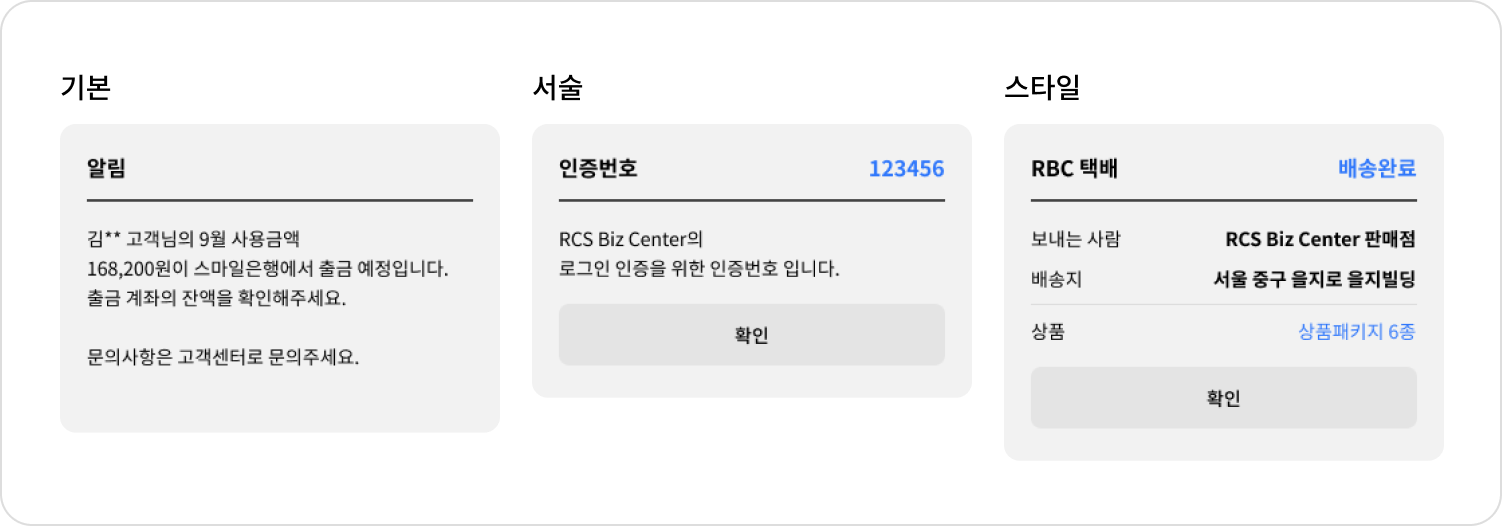 기본
알림
김** 고객님의 9월 사용금액
168,200원이 스마일은행에서 출금 예정입니다.
출금 계좌의 잔액을 확인해주세요.
문의사항은 고객센터로 문의주세요.
서술
인증번호 123456
RCS Biz Center의
로그인 인증을 위한 인증번호 입니다.
확인
스타일
RBC 택배 배송완료
보내는 사람 RCS Biz Center 판매점
배송지 서울 중구 을지로 을지빌딩
상품 상품패키지 6종
확인